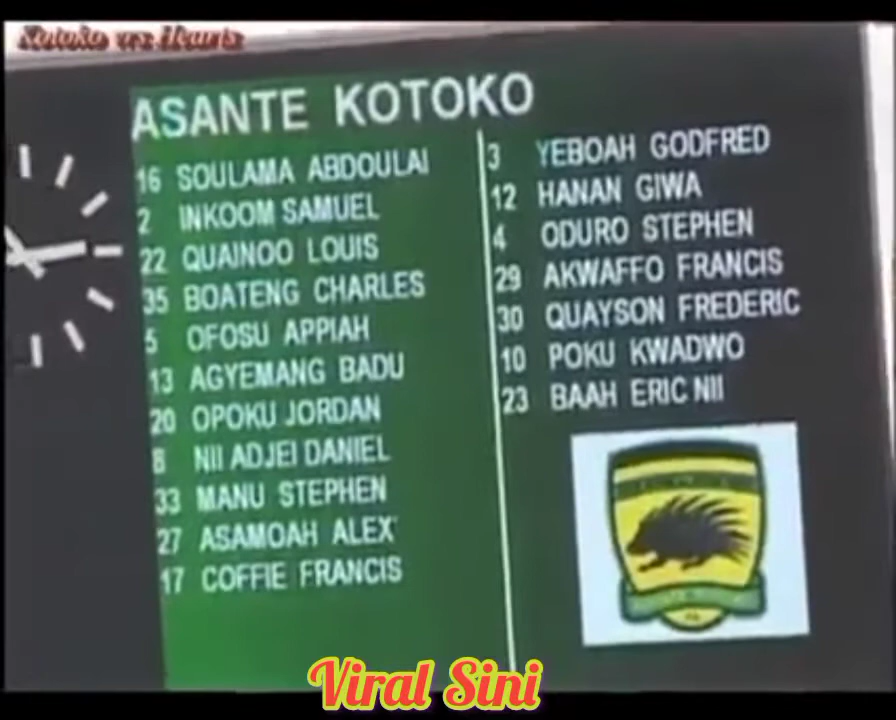 Kotoko vrs Hearts
ASANTE KOTOKO
16 SOULAMA ABDOULAI
2 INKOOM SAMUEL
22 QUAINOO LOUIS
35 BOATENG CHARLES
5 OFOSU APPIAH
13 AGYEMANG BADU
20 OPOKU JORDAN
8 NII ADJEI DANIEL
33 MANU STEPHEN
27 ASAMOAH ALEX
17 COFFIE FRANCIS
3 YEBOAH GODFRED
12 HANAN GIWA
4 ODURO STEPHEN
29 AKWAFFO FRANCIS
30 QUAYSON FREDERIC
10 POKU KWADWO
23 BAAH ERIC NII
Viral Sini